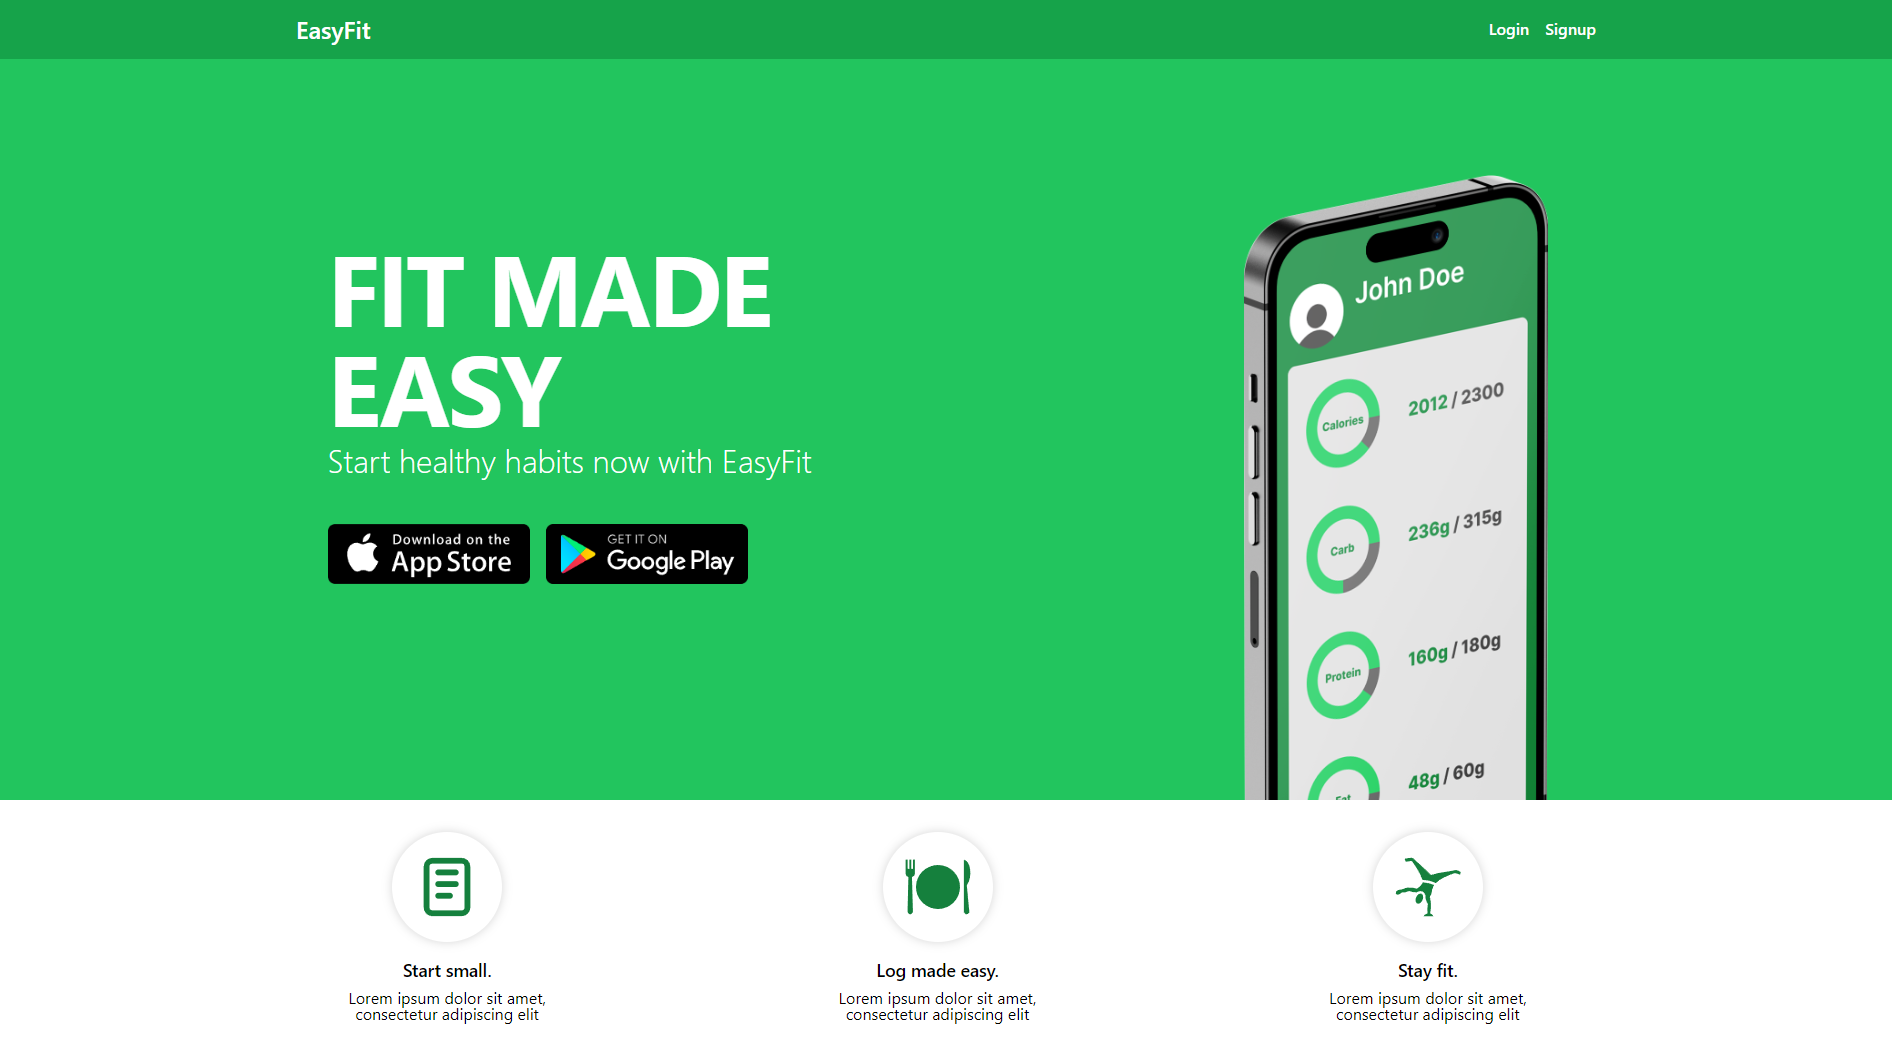 EasyFit
Login Signup
FIT MADE
EASY
Start healthy habits now with EasyFit
Download on the
App Store
GET IT ON
Google Play
John Doe
Calories
2012 / 2300
Carb
236g / 315g
Protein
160g / 180g
Fat
48g / 60g
Start small.
Lorem ipsum dolor sit amet,
consectetur adipiscing elit
Log made easy.
Lorem ipsum dolor sit amet,
consectetur adipiscing elit
Stay fit.
Lorem ipsum dolor sit amet,
consectetur adipiscing elit